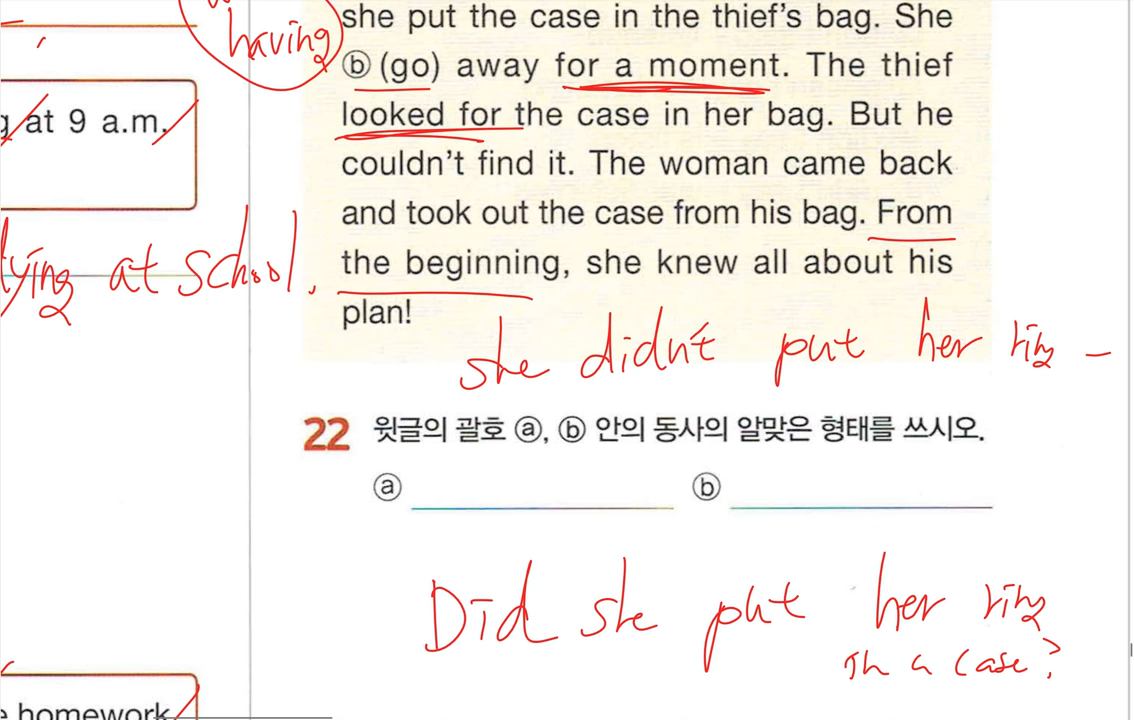 having
she put the case in the thief's bag. She
ⓑ (go) away for a moment. The thief
looked for the case in her bag. But he
couldn't find it. The woman came back
and took out the case from his bag. From
the beginning, she knew all about his
plan!
at 9 a.m.
at school.
she didn't put her ring –
22 윗글의 괄호 ⓐ, ⓑ 안의 동사의 알맞은 형태를 쓰시오.
ⓐ ⓑ
Did she put her ring
in a case?
homework